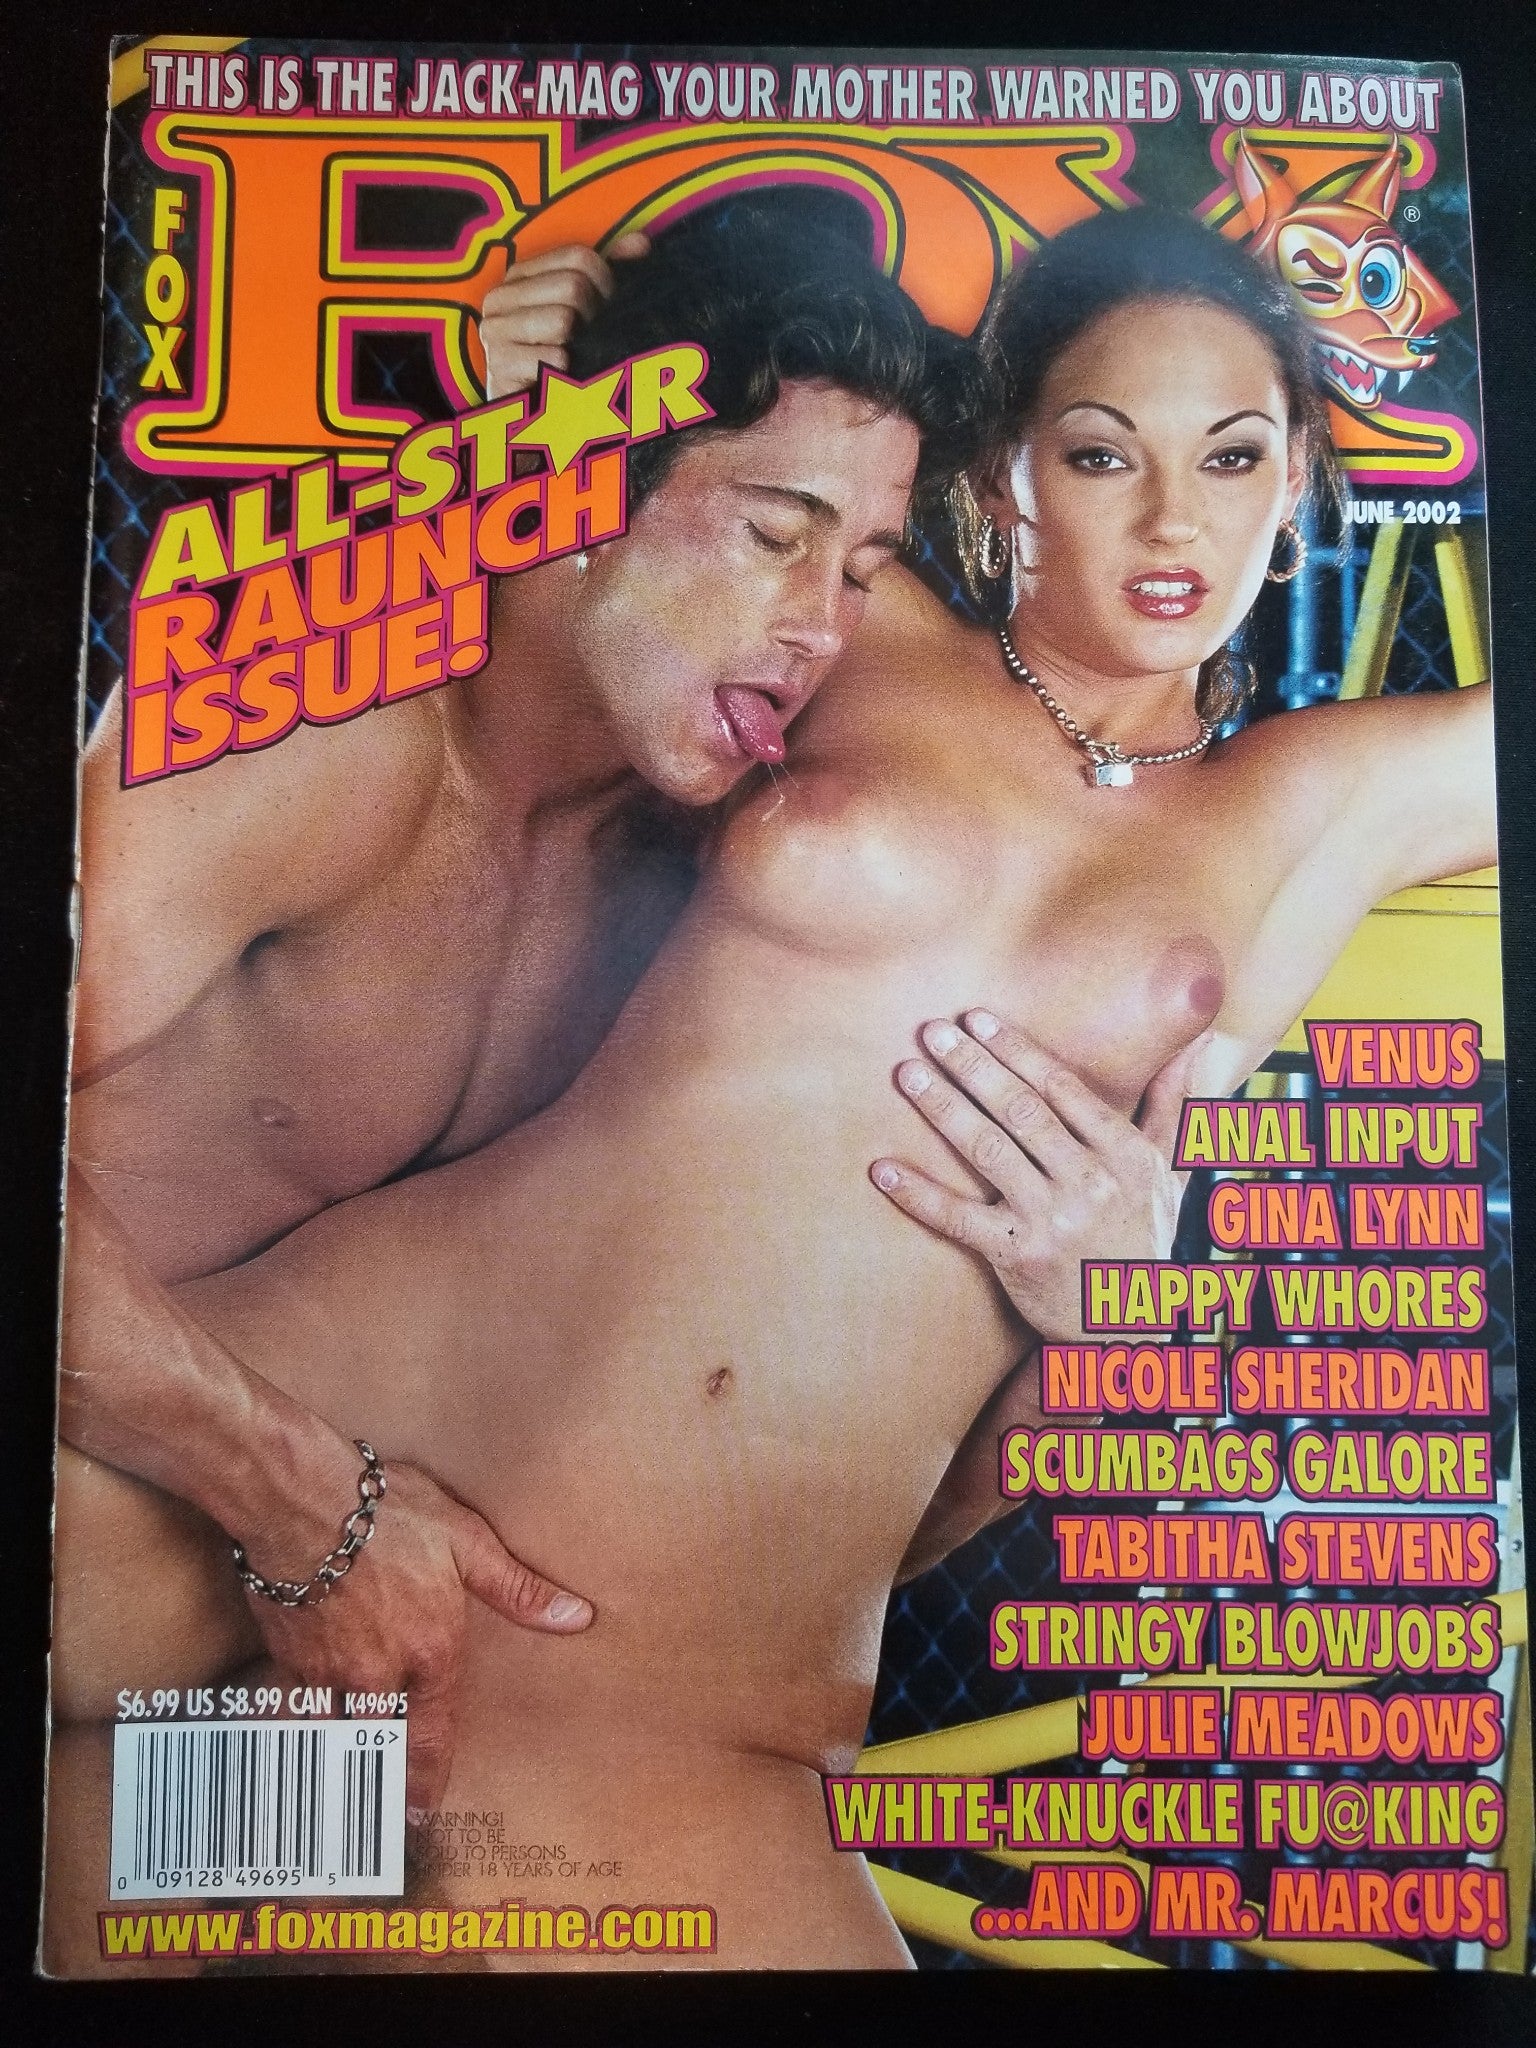 THIS IS THE JACK-MAG YOUR MOTHER WARNED YOU ABOUT
FOX
FOX
®
JUNE 2002
ALL-STAR
RAUNCH
ISSUE!
VENUS
ANAL INPUT
GINA LYNN
HAPPY WHORES
NICOLE SHERIDAN
SCUMBAGS GALORE
TABITHA STEVENS
STRINGY BLOWJOBS
JULIE MEADOWS
WHITE-KNUCKLE FU@KING
...AND MR. MARCUS!
$6.99 US $8.99 CAN K49695
06>
0 09128 49695 5
WARNING!
NOT TO BE
SOLD TO PERSONS
UNDER 18 YEARS OF AGE
www.foxmagazine.com